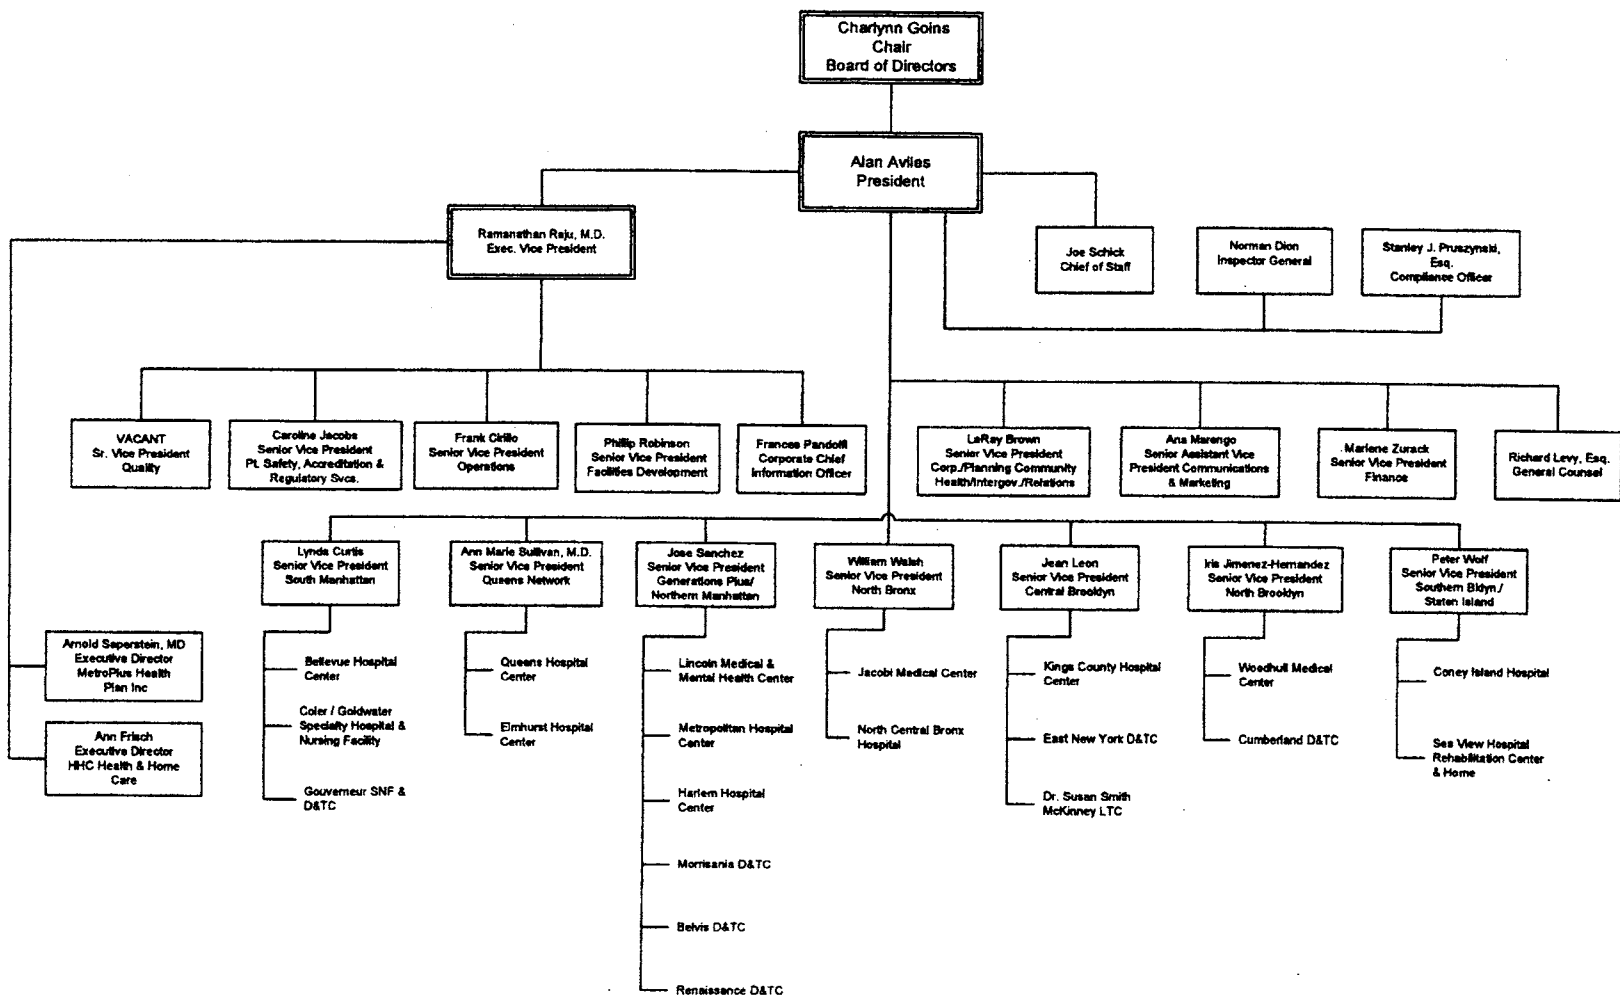 Charlynn Goins
Chair
Board of Directors
Alan Aviles
President
Ramanathan Raju, M.D.
Exec. Vice President
Joe Schick
Chief of Staff
Norman Dion
Inspector General
Stanley J. Pruszynski,
Esq.
Compliance Officer
VACANT
Sr. Vice President
Quality
Caroline Jacobs
Senior Vice President
Pt. Safety, Accreditation &
Regulatory Svcs.
Frank Cirillo
Senior Vice President
Operations
Phillip Robinson
Senior Vice President
Facilities Development
Frances Pandolfi
Corporate Chief
Information Officer
LaRay Brown
Senior Vice President
Corp./Planning Community
Health/Intergov./Relations
Ana Marengo
Senior Assistant Vice
President Communications
& Marketing
Marlene Zurack
Senior Vice President
Finance
Richard Levy, Esq.
General Counsel
Lynda Curtis
Senior Vice President
South Manhattan
Ann Marie Sullivan, M.D.
Senior Vice President
Queens Network
Jose Sanchez
Senior Vice President
Generations Plus/
Northern Manhattan
William Walsh
Senior Vice President
North Bronx
Jean Leon
Senior Vice President
Central Brooklyn
Iris Jimenez-Hernandez
Senior Vice President
North Brooklyn
Peter Wolf
Senior Vice President
Southern Bklyn./
Staten Island
Arnold Saperstein, MD
Executive Director
MetroPlus Health
Plan Inc
Ann Frisch
Executive Director
HHC Health & Home
Care
Bellevue Hospital
Center
Coler / Goldwater
Specialty Hospital &
Nursing Facility
Gouverneur SNF &
D&TC
Queens Hospital
Center
Elmhurst Hospital
Center
Lincoln Medical &
Mental Health Center
Metropolitan Hospital
Center
Harlem Hospital
Center
Morrisania D&TC
Belvis D&TC
Renaissance D&TC
Jacobi Medical Center
North Central Bronx
Hospital
Kings County Hospital
Center
East New York D&TC
Dr. Susan Smith
McKinney LTC
Woodhull Medical
Center
Cumberland D&TC
Coney Island Hospital
Sea View Hospital
Rehabilitation Center
& Home